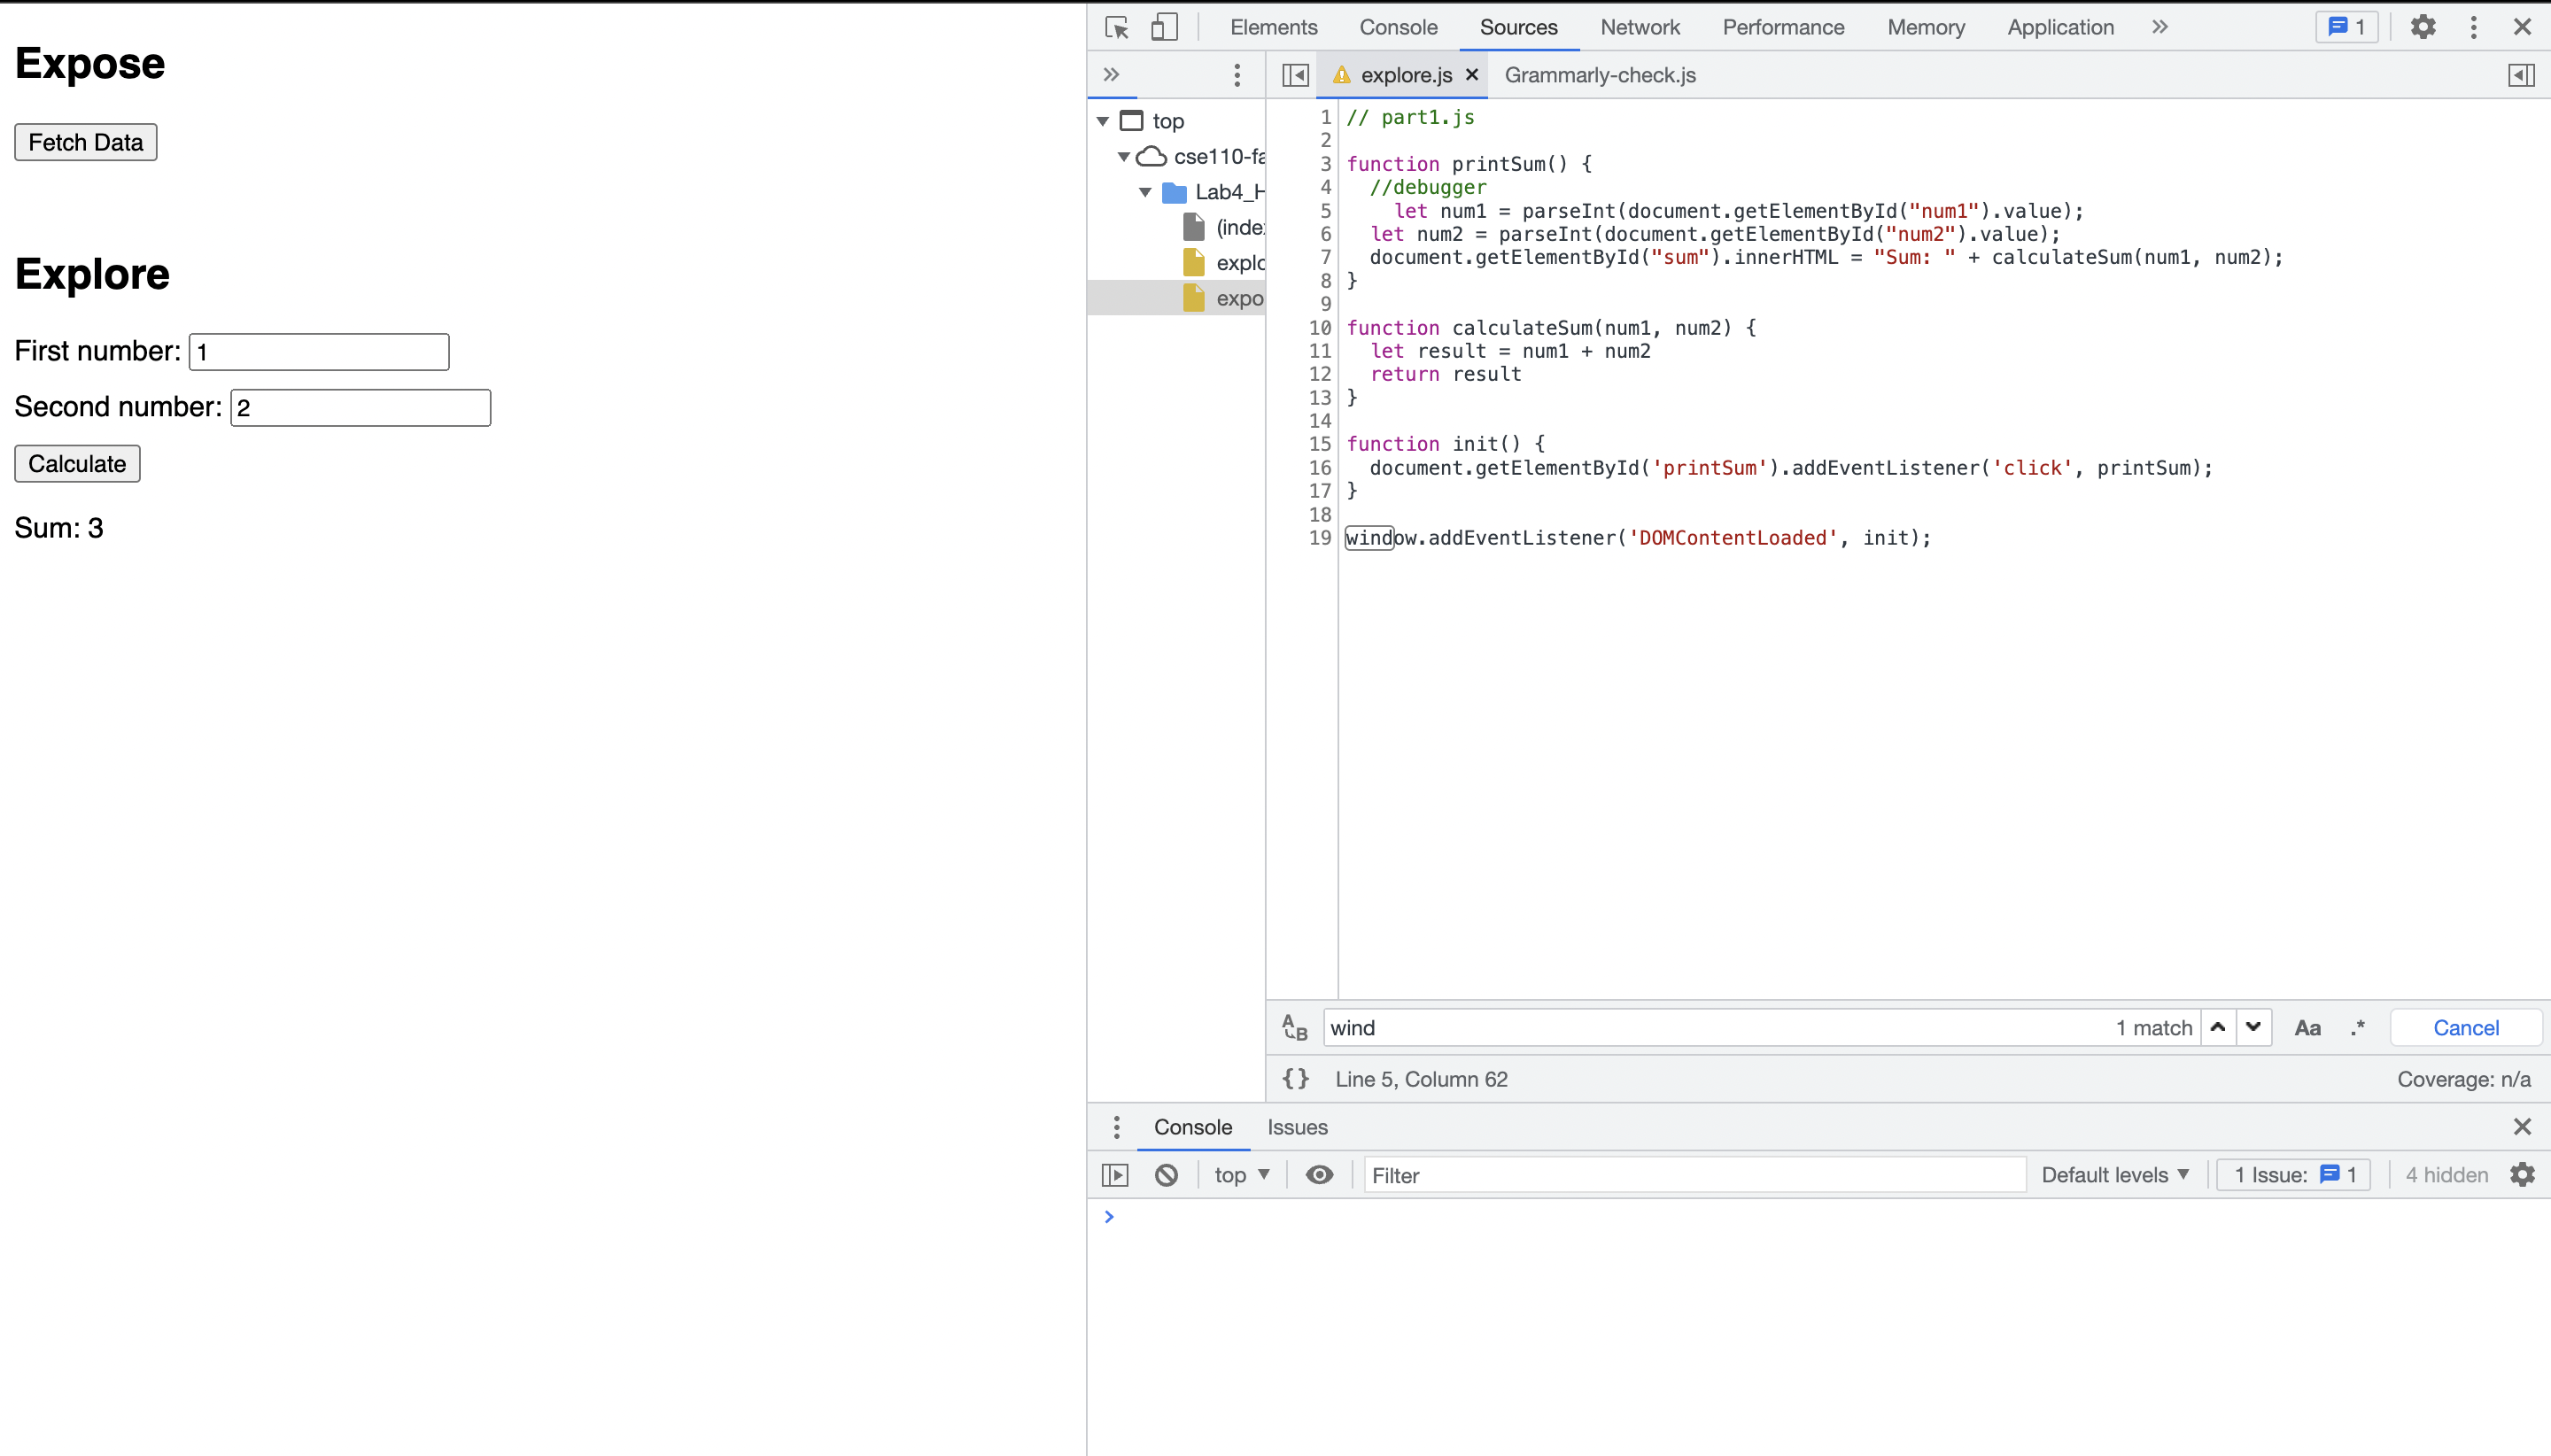 Expose
Fetch Data
Explore
First number: 1
Second number: 2
Calculate
Sum: 3
Elements Console Sources Network Performance Memory Application » 1
» explore.js × Grammarly-check.js
top
cse110-fa
Lab4_H
(inde
explo
expo
1 // part1.js
2
3 function printSum() {
4   //debugger
5     let num1 = parseInt(document.getElementById("num1").value);
6   let num2 = parseInt(document.getElementById("num2").value);
7   document.getElementById("sum").innerHTML = "Sum: " + calculateSum(num1, num2);
8 }
9
10 function calculateSum(num1, num2) {
11   let result = num1 + num2
12   return result
13 }
14
15 function init() {
16   document.getElementById('printSum').addEventListener('click', printSum);
17 }
18
19 window.addEventListener('DOMContentLoaded', init);
wind 1 match Aa .* Cancel
{} Line 5, Column 62 Coverage: n/a
Console Issues
top Filter Default levels 1 Issue: 1 4 hidden
>